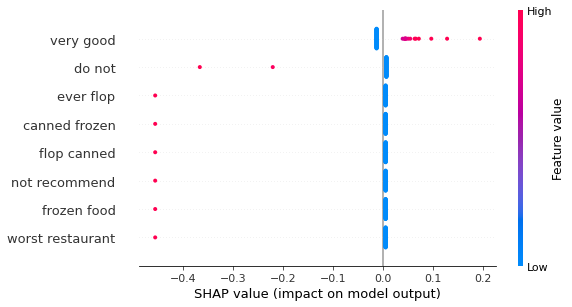 High
very good
do not
ever flop
canned frozen
flop canned
not recommend
frozen food
worst restaurant
Feature value
Low
−0.4 −0.3 −0.2 −0.1 0.0 0.1 0.2
SHAP value (impact on model output)